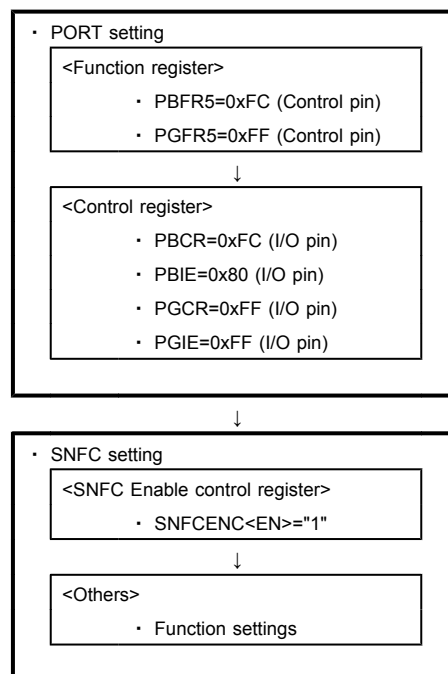 ・ PORT setting
<Function register>
・ PBFR5=0xFC (Control pin)
・ PGFR5=0xFF (Control pin)
↓
<Control register>
・ PBCR=0xFC (I/O pin)
・ PBIE=0x80 (I/O pin)
・ PGCR=0xFF (I/O pin)
・ PGIE=0xFF (I/O pin)
↓
・ SNFC setting
<SNFC Enable control register>
・ SNFCENC<EN>="1"
↓
<Others>
・ Function settings